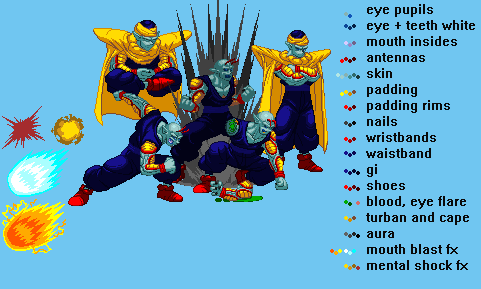 eye pupils
eye + teeth white
mouth insides
antennas
skin
padding
padding rims
nails
wristbands
waistband
gi
shoes
blood, eye flare
turban and cape
aura
mouth blast fx
mental shock fx